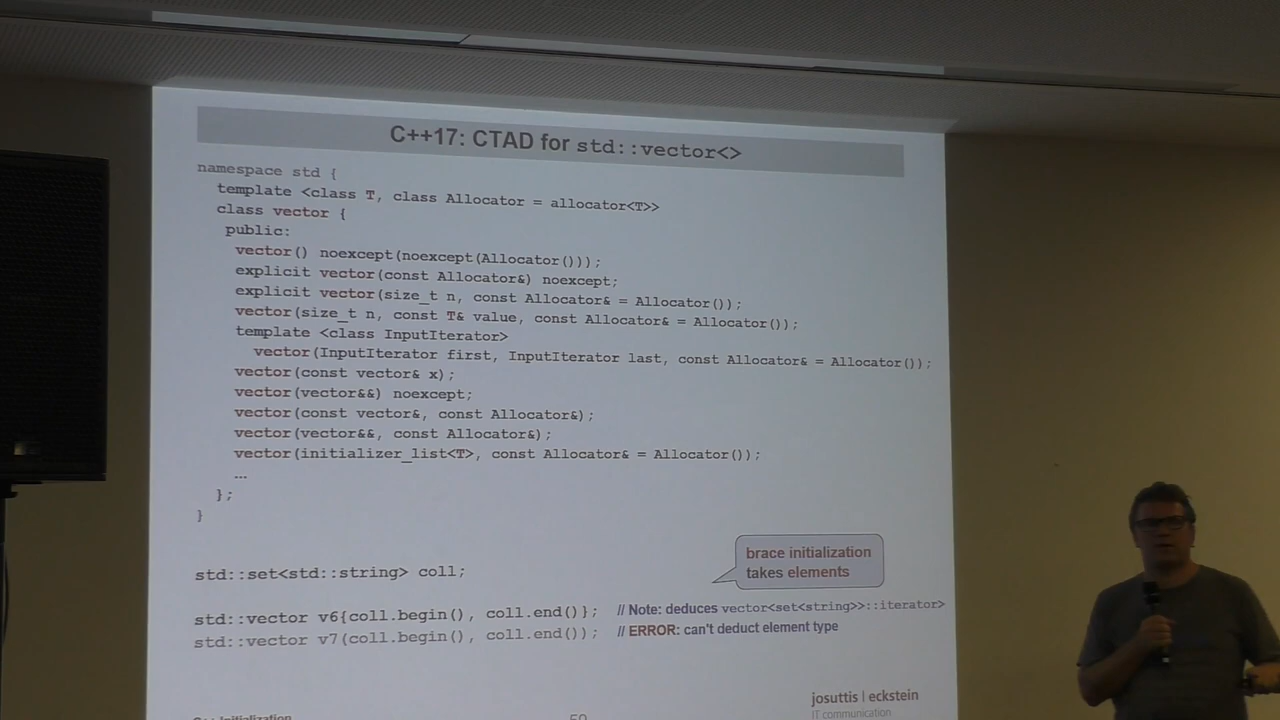 C++17: CTAD for std::vector<>
namespace std {
template <class T, class Allocator = allocator<T>>
class vector {
public:
vector() noexcept(noexcept(Allocator()));
explicit vector(const Allocator&) noexcept;
explicit vector(size_t n, const Allocator& = Allocator());
vector(size_t n, const T& value, const Allocator& = Allocator());
template <class InputIterator>
vector(InputIterator first, InputIterator last, const Allocator& = Allocator());
vector(const vector& x);
vector(vector&&) noexcept;
vector(const vector&, const Allocator&);
vector(vector&&, const Allocator&);
vector(initializer_list<T>, const Allocator& = Allocator());
...
};
}
brace initialization
takes elements
std::set<std::string> coll;
std::vector v6{coll.begin(), coll.end()}; // Note: deduces vector<set<string>>::iterator>
std::vector v7(coll.begin(), coll.end()); // ERROR: can't deduct element type
josuttis | eckstein
IT communication
C++ Initialization